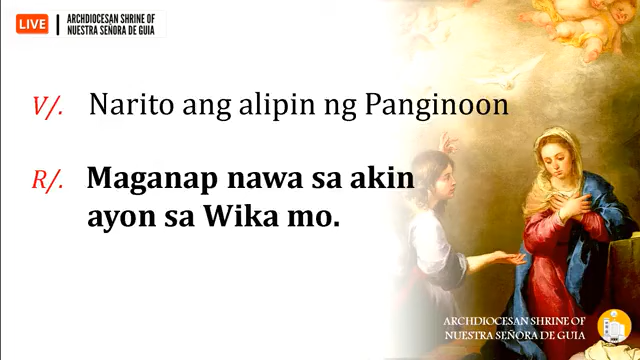 LIVE
ARCHDIOCESAN SHRINE OF
NUESTRA SEÑORA DE GUIA
V/. Narito ang alipin ng Panginoon
R/. Maganap nawa sa akin
ayon sa Wika mo.
ARCHDIOCESAN SHRINE OF
NUESTRA SEÑORA DE GUIA